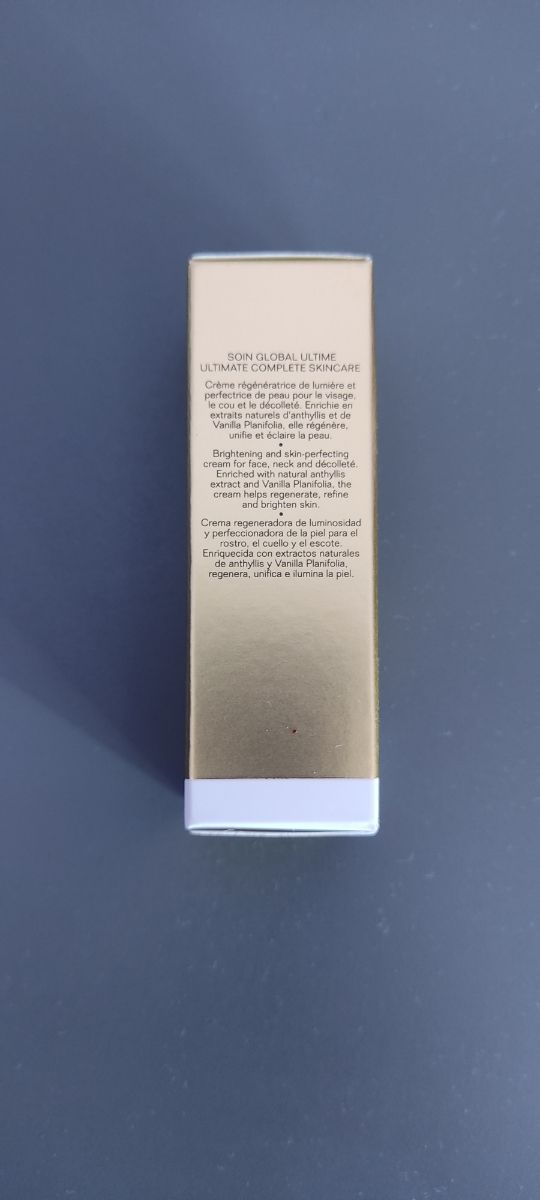 SOIN GLOBAL ULTIME
ULTIMATE COMPLETE SKINCARE
Crème régénératrice de lumière et
perfectrice de peau pour le visage,
le cou et le décolleté. Enrichie en
extraits naturels d'anthyllis et de
Vanilla Planifolia, elle régénère,
unifie et éclaire la peau.
•
Brightening and skin-perfecting
cream for face, neck and décolleté.
Enriched with natural anthyllis
extract and Vanilla Planifolia, the
cream helps regenerate, refine
and brighten skin.
•
Crema regeneradora de luminosidad
y perfeccionadora de la piel para el
rostro, el cuello y el escote.
Enriquecida con extractos naturales
de anthyllis y Vanilla Planifolia,
regenera, unifica e ilumina la piel.